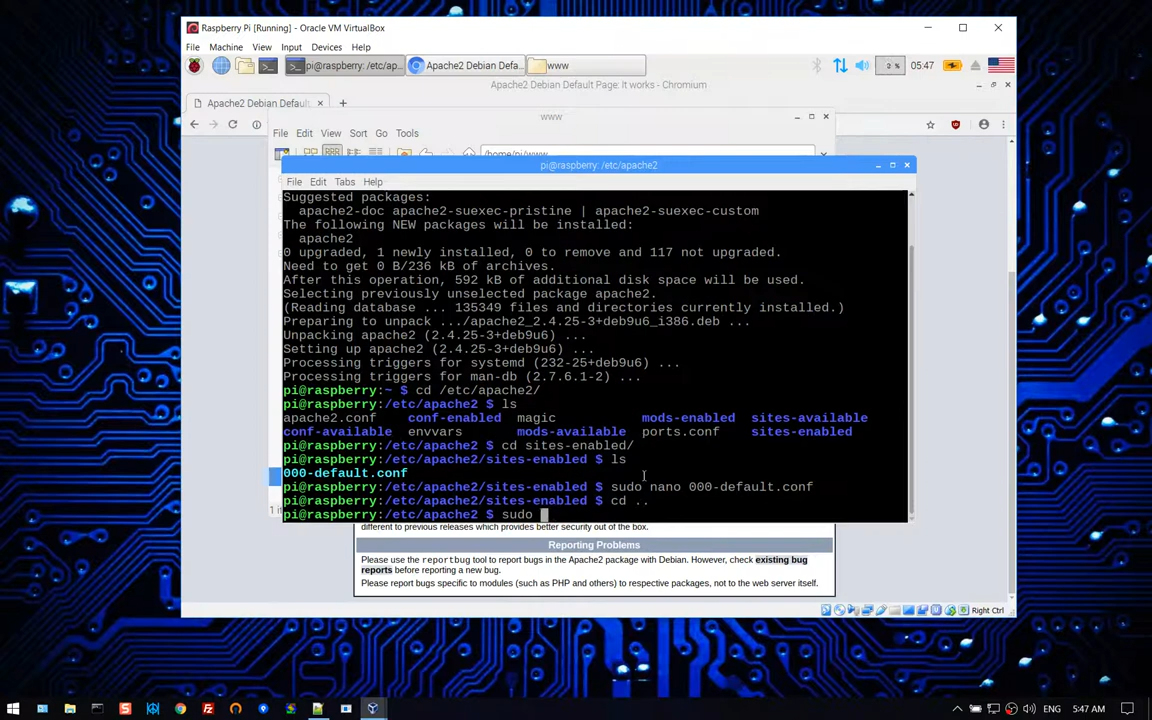 Raspberry Pi [Running] - Oracle VM VirtualBox
File Machine View Input Devices Help
pi@raspberry: /etc/ap... Apache2 Debian Defa... www 2 % 05:47
Apache2 Debian Default Page: It works - Chromium
Apache2 Debian Default
www
File Edit View Sort Go Tools
/home/pi/www
pi@raspberry: /etc/apache2
File Edit Tabs Help
Suggested packages:
apache2-doc apache2-suexec-pristine | apache2-suexec-custom
The following NEW packages will be installed:
apache2
0 upgraded, 1 newly installed, 0 to remove and 117 not upgraded.
Need to get 0 B/236 kB of archives.
After this operation, 592 kB of additional disk space will be used.
Selecting previously unselected package apache2.
(Reading database ... 135349 files and directories currently installed.)
Preparing to unpack .../apache2_2.4.25-3+deb9u6_i386.deb ...
Unpacking apache2 (2.4.25-3+deb9u6) ...
Setting up apache2 (2.4.25-3+deb9u6) ...
Processing triggers for systemd (232-25+deb9u6) ...
Processing triggers for man-db (2.7.6.1-2) ...
pi@raspberry:~ $ cd /etc/apache2/
pi@raspberry:/etc/apache2 $ ls
apache2.conf conf-enabled magic mods-enabled sites-available
conf-available envvars mods-available ports.conf sites-enabled
pi@raspberry:/etc/apache2 $ cd sites-enabled/
pi@raspberry:/etc/apache2/sites-enabled $ ls
000-default.conf
pi@raspberry:/etc/apache2/sites-enabled $ sudo nano 000-default.conf
pi@raspberry:/etc/apache2/sites-enabled $ cd ..
pi@raspberry:/etc/apache2 $ sudo
different to previous releases which provides better security out of the box.
Reporting Problems
Please use the reportbug tool to report bugs in the Apache2 package with Debian. However, check existing bug
reports before reporting a new bug.
Please report bugs specific to modules (such as PHP and others) to respective packages, not to the web server itself.
Right Ctrl
ENG 5:47 AM